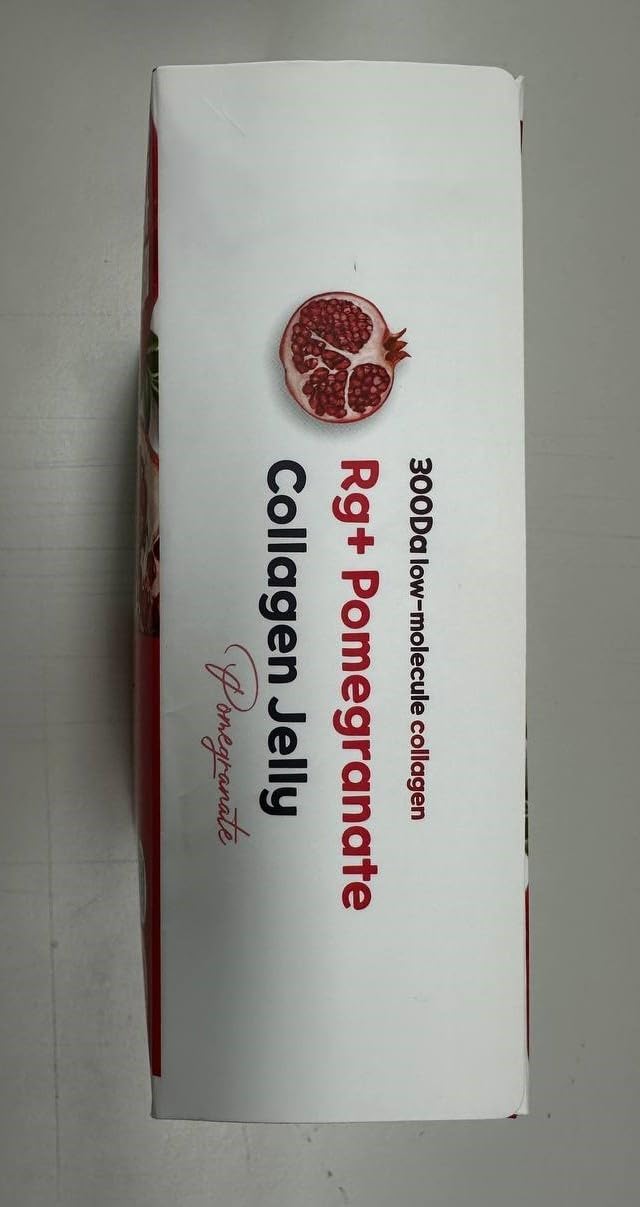 300Da low-molecule collagen
Rg+ Pomegranate
Collagen Jelly
Pomegranate